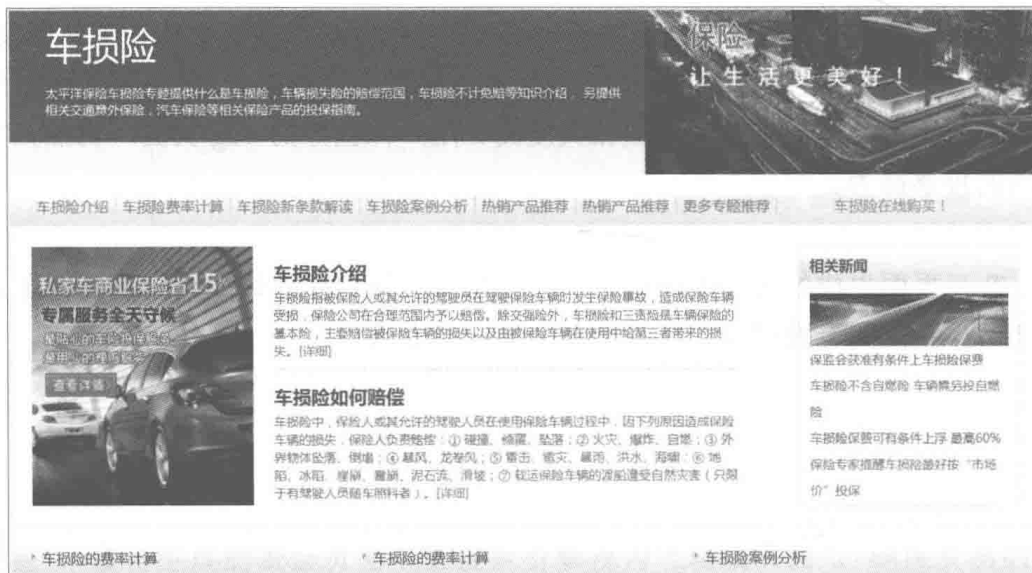 车损险
太平洋保险车损险专题提供什么是车损险，车辆损失险的赔偿范围，车损险不计免赔等知识介绍，另提供
相关交通意外保险，汽车保险等相关保险产品的投保指南。
保险
让生活更美好！
车损险介绍 车损险费率计算 车损险新条款解读 车损险案例分析 热销产品推荐 热销产品推荐 更多专题推荐 车损险在线购买！
私家车商业保险省15
专属服务全天守候
查看详情
车损险介绍
车损险指被保险人或其允许的驾驶员在驾驶保险车辆时发生保险事故，造成保险车辆
受损，保险公司在合理范围内予以赔偿。除交强险外，车损险和三责险是车辆保险的
基本险，主要赔偿被保险车辆的损失以及由被保险车辆在使用中给第三者带来的损
失。[详细]
车损险如何赔偿
车损险中，保险人或其允许的驾驶人员在使用保险车辆过程中，因下列原因造成保险
车辆的损失，保险人负责赔偿：① 碰撞、倾覆、坠落；② 火灾、爆炸、自燃；③ 外
界物体坠落、倒塌；④ 暴风、龙卷风；⑤ 雷击、雹灾、暴雨、洪水、海啸；⑥ 地
陷、冰陷、崖崩、雪崩、泥石流、滑坡；⑦ 载运保险车辆的渡船遭受自然灾害（只限
于有驾驶人员随车照料者）。[详细]
相关新闻
保监会获准有条件上车损险保费
车损险不含自燃险 车辆需另投自燃
险
车损险保费可有条件上浮 最高60%
保险专家提醒车损险最好按“市场
价”投保
车损险的费率计算
车损险的费率计算
车损险案例分析